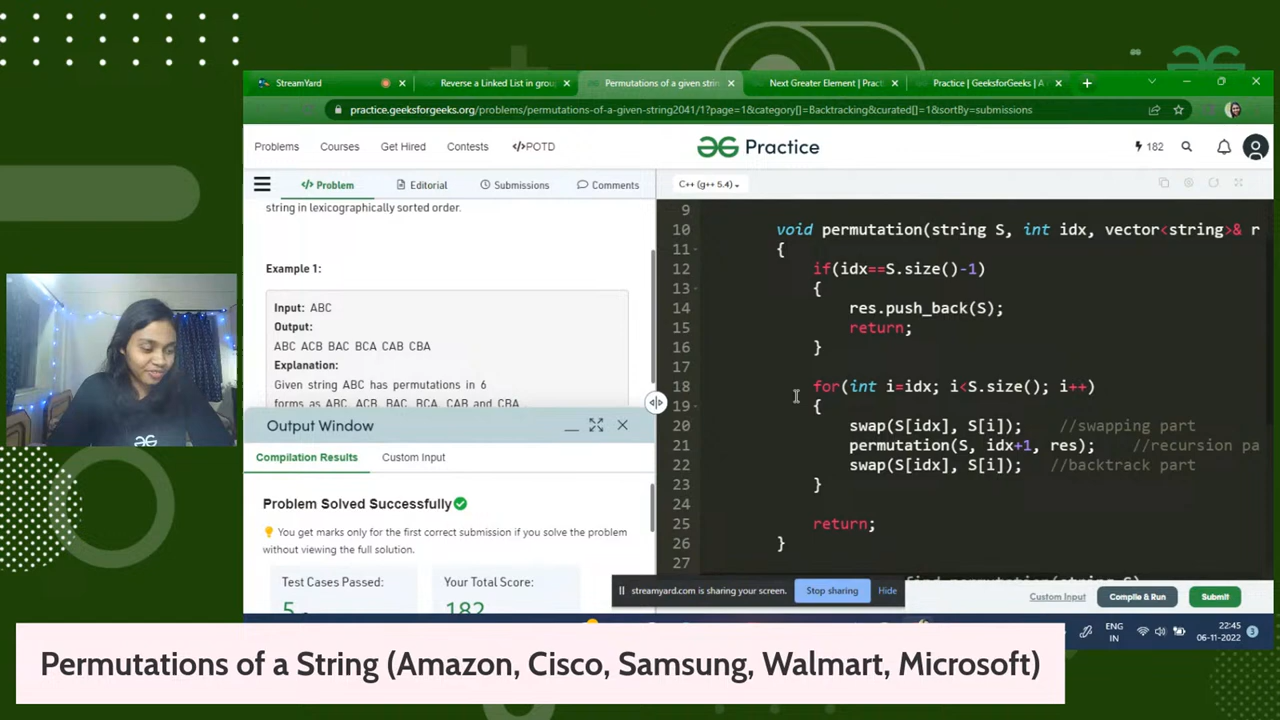 StreamYard
Reverse a Linked List in grou
Permutations of a given strin
Next Greater Element | Pract
Practice | GeeksforGeeks | A
practice.geeksforgeeks.org/problems/permutations-of-a-given-string2041/1?page=1&category[]=Backtracking&curated[]=1&sortBy=submissions
Problems Courses Get Hired Contests </>POTD
Practice
182
</> Problem Editorial Submissions Comments
string in lexicographically sorted order.
Example 1:
Input: ABC
Output:
ABC ACB BAC BCA CAB CBA
Explanation:
Given string ABC has permutations in 6
forms as ABC, ACB, BAC, BCA, CAB and CBA
Output Window
Compilation Results Custom Input
Problem Solved Successfully
You get marks only for the first correct submission if you solve the problem
without viewing the full solution.
Test Cases Passed: Your Total Score:
5 182
C++ (g++ 5.4)
9
10 void permutation(string S, int idx, vector<string>& r
11 {
12 if(idx==S.size()-1)
13 {
14 res.push_back(S);
15 return;
16 }
17
18 for(int i=idx; i<S.size(); i++)
19 {
20 swap(S[idx], S[i]); //swapping part
21 permutation(S, idx+1, res); //recursion pa
22 swap(S[idx], S[i]); //backtrack part
23 }
24
25 return;
26 }
27
find_permutation(string S)
streamyard.com is sharing your screen. Stop sharing Hide
Custom Input Compile & Run Submit
ENG
IN
22:45
06-11-2022
3
Permutations of a String (Amazon, Cisco, Samsung, Walmart, Microsoft)